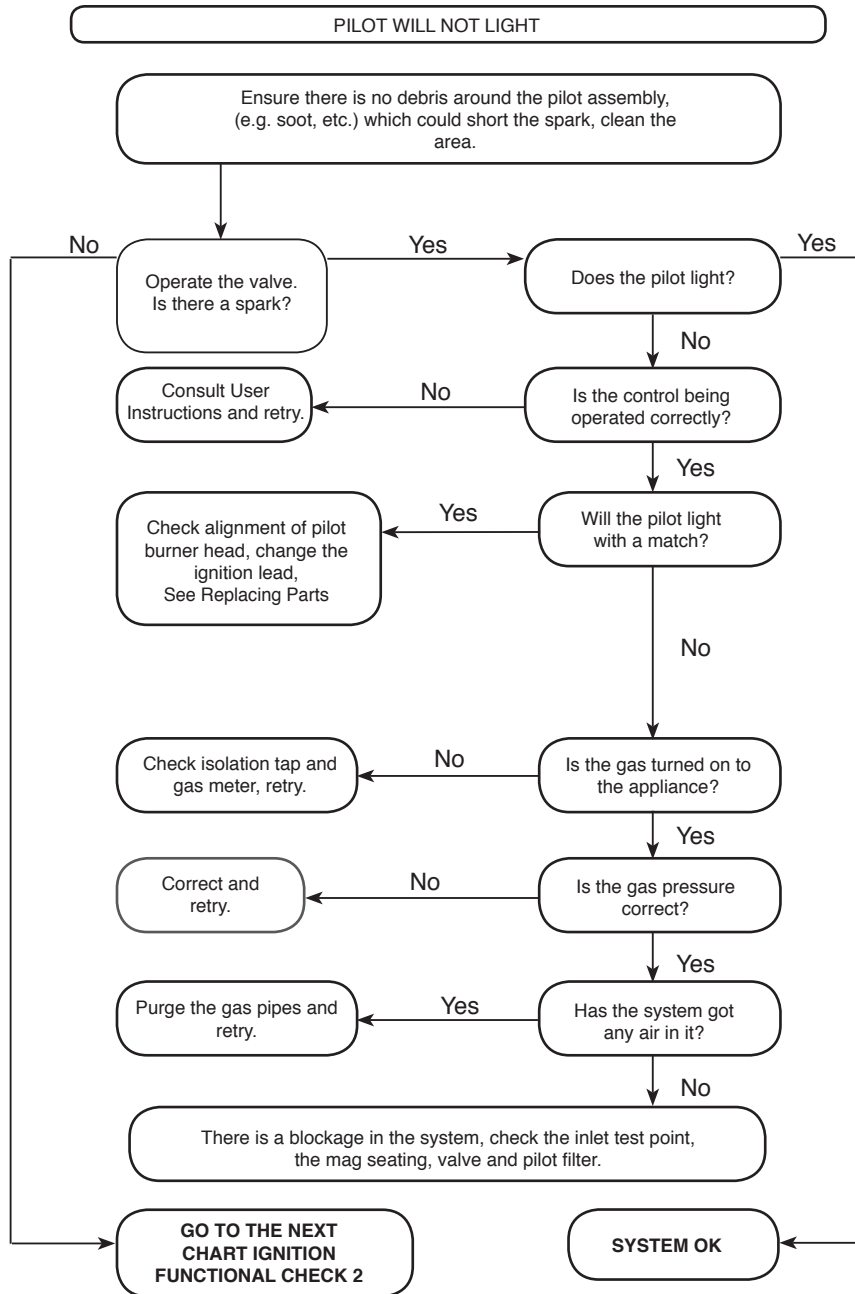 PILOT WILL NOT LIGHT
Ensure there is no debris around the pilot assembly,
(e.g. soot, etc.) which could short the spark, clean the
area.
No
Yes
Yes
Operate the valve.
Is there a spark?
Does the pilot light?
No
Consult User
Instructions and retry.
No
Is the control being
operated correctly?
Yes
Check alignment of pilot
burner head, change the
ignition lead,
See Replacing Parts
Yes
Will the pilot light
with a match?
No
Check isolation tap and
gas meter, retry.
No
Is the gas turned on to
the appliance?
Yes
Correct and
retry.
No
Is the gas pressure
correct?
Yes
Purge the gas pipes and
retry.
Yes
Has the system got
any air in it?
No
There is a blockage in the system, check the inlet test point,
the mag seating, valve and pilot filter.
GO TO THE NEXT
CHART IGNITION
FUNCTIONAL CHECK 2
SYSTEM OK